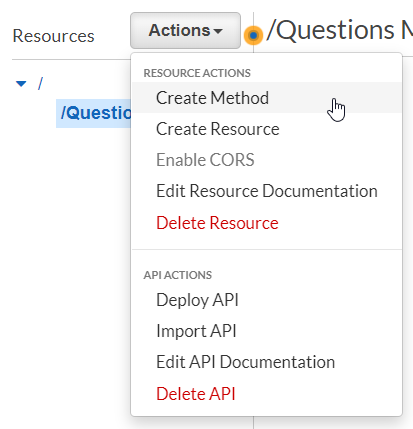 Resources
Actions
/Questions M
/
/Questio
RESOURCE ACTIONS
Create Method
Create Resource
Enable CORS
Edit Resource Documentation
Delete Resource
API ACTIONS
Deploy API
Import API
Edit API Documentation
Delete API